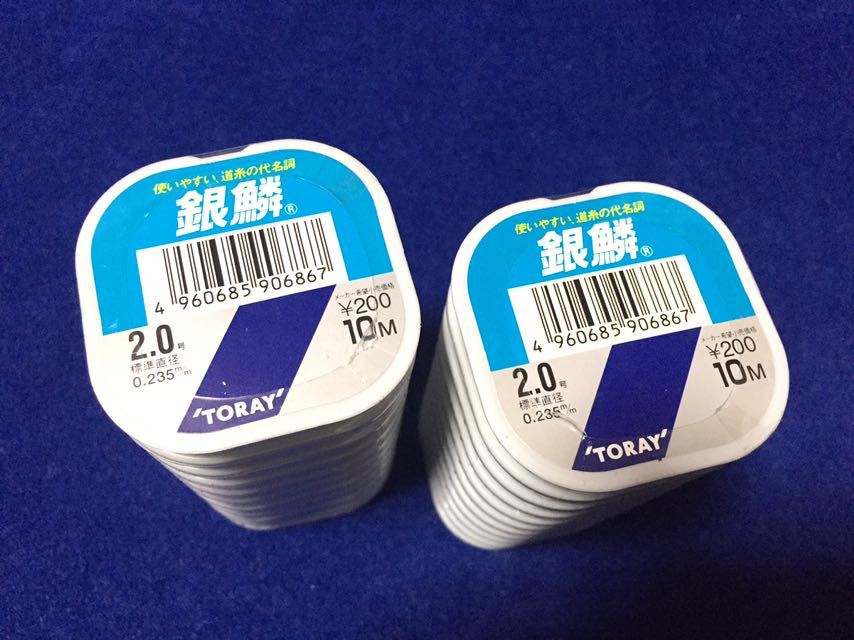 使いやすい、道糸の代名詞
銀鱗®
4 960685 906867
メーカー希望小売価格
¥200
10M
2.0号
標準直径
0.235m/m
'TORAY'
使いやすい、道糸の代名詞
銀鱗®
4 960685 906867
メーカー希望小売価格
¥200
10M
2.0号
標準直径
0.235m/m
'TORAY'